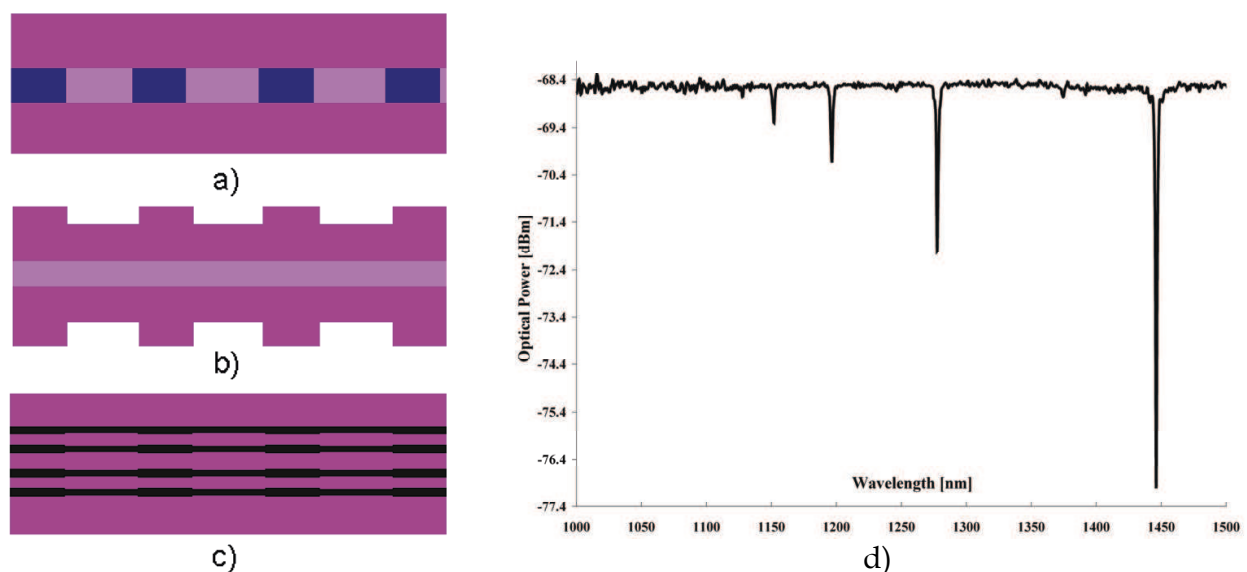 a)
b)
c)
-68.4
-69.4
-70.4
-71.4
-72.4
-73.4
-74.4
-75.4
-76.4
-77.4
Optical Power [dBm]
Wavelength [nm]
1000 1050 1100 1150 1200 1250 1300 1350 1400 1450 1500
d)